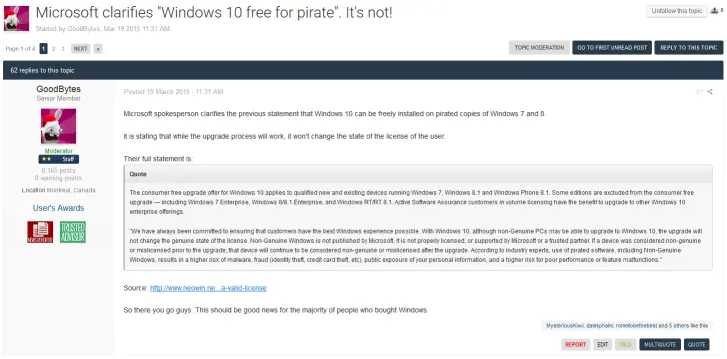 Microsoft clarifies "Windows 10 free for pirate". It's not!
Started by GoodBytes, Mar 19 2015 11:31 AM
Unfollow this topic
Page 1 of 4 1 2 3 NEXT »
TOPIC MODERATION GO TO FIRST UNREAD POST REPLY TO THIS TOPIC
62 replies to this topic
GoodBytes
Senior Member
Moderator
Staff
8,163 posts
0 warning points
Location Montreal, Canada
User's Awards
TRUSTED
ADVISOR
Posted 19 March 2015 - 11:31 AM
Microsoft spokesperson clarifies the previous statement that Windows 10 can be freely installed on pirated copies of Windows 7 and 8.
It is stating that while the upgrade process will work, it won't change the state of the license of the user.
Their full statement is:
Quote
The consumer free upgrade offer for Windows 10 applies to qualified new and existing devices running Windows 7, Windows 8.1 and Windows Phone 8.1. Some editions are excluded from the consumer free
upgrade — including Windows 7 Enterprise, Windows 8/8.1 Enterprise, and Windows RT/RT 8.1. Active Software Assurance customers in volume licensing have the benefit to upgrade to other Windows 10
enterprise offerings.
"We have always been committed to ensuring that customers have the best Windows experience possible. With Windows 10, although non-Genuine PCs may be able to upgrade to Windows 10, the upgrade will
not change the genuine state of the license. Non-Genuine Windows is not published by Microsoft. It is not properly licensed, or supported by Microsoft or a trusted partner. If a device was considered non-genuine
or mislicensed prior to the upgrade, that device will continue to be considered non-genuine or mislicensed after the upgrade. According to industry experts, use of pirated software, including Non-Genuine
Windows, results in a higher risk of malware, fraud (identity theft, credit card theft, etc), public exposure of your personal information, and a higher risk for poor performance or feature malfunctions."
Source: http://www.neowin.ne...a-valid-license
So there you go guys. This should be good news for the majority of people who bought Windows.
MysteriousKiwi, dalesphalm, romellobethebest and 5 others like this
REPORT EDIT MULTIQUOTE QUOTE